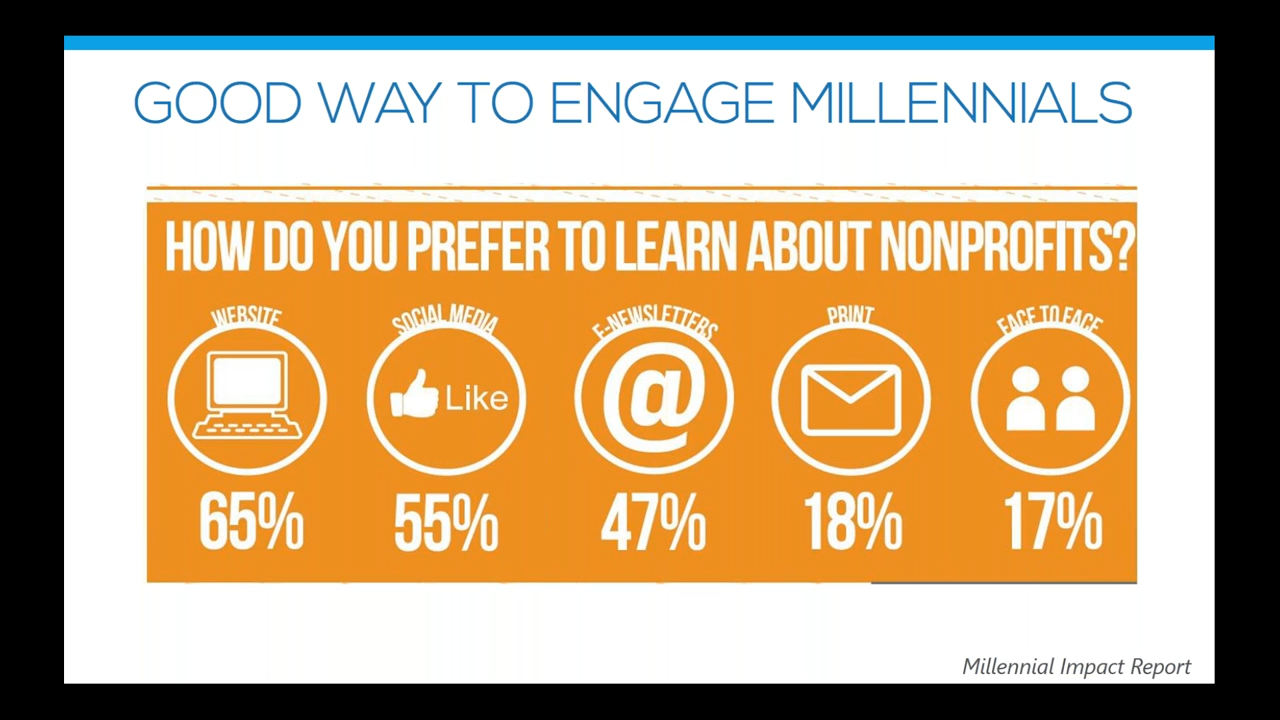 GOOD WAY TO ENGAGE MILLENNIALS
HOW DO YOU PREFER TO LEARN ABOUT NONPROFITS?
WEBSITE SOCIAL MEDIA E-NEWSLETTERS PRINT FACE TO FACE
Like @
65% 55% 47% 18% 17%
Millennial Impact Report